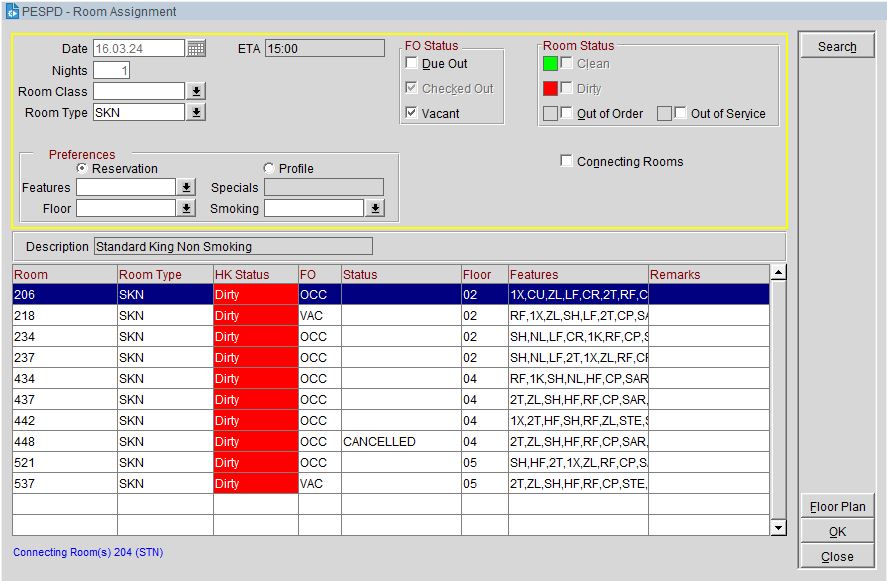 PESPD - Room Assignment
Date 16.03.24 ETA 15:00 FO Status Room Status Search
Nights 1 Due Out Clean
Room Class Checked Out Dirty
Room Type SKN Vacant Out of Order Out of Service
Preferences Connecting Rooms
Reservation Profile
Features Specials
Floor Smoking
Description Standard King Non Smoking
Room Room Type HK Status FO Status Floor Features Remarks
206 SKN Dirty OCC 02 1X,CU,ZL,LF,CR,2T,RF,C
218 SKN Dirty VAC 02 RF,1X,ZL,SH,LF,2T,CP,SA
234 SKN Dirty OCC 02 SH,NL,LF,CR,1K,RF,CP,S
237 SKN Dirty OCC 02 SH,NL,LF,2T,1X,ZL,RF,CP
434 SKN Dirty OCC 04 RF,1K,SH,NL,HF,CP,SAR
437 SKN Dirty OCC 04 2T,ZL,SH,HF,RF,CP,SAR,
442 SKN Dirty OCC 04 1X,2T,HF,SH,RF,ZL,STE,S
448 SKN Dirty OCC CANCELLED 04 2T,ZL,SH,HF,RF,CP,SAR,
521 SKN Dirty OCC 05 SH,HF,2T,1X,ZL,RF,CP,SA
537 SKN Dirty VAC 05 2T,ZL,SH,HF,RF,CP,STE,
Floor Plan
OK
Connecting Room(s) 204 (STN) Close